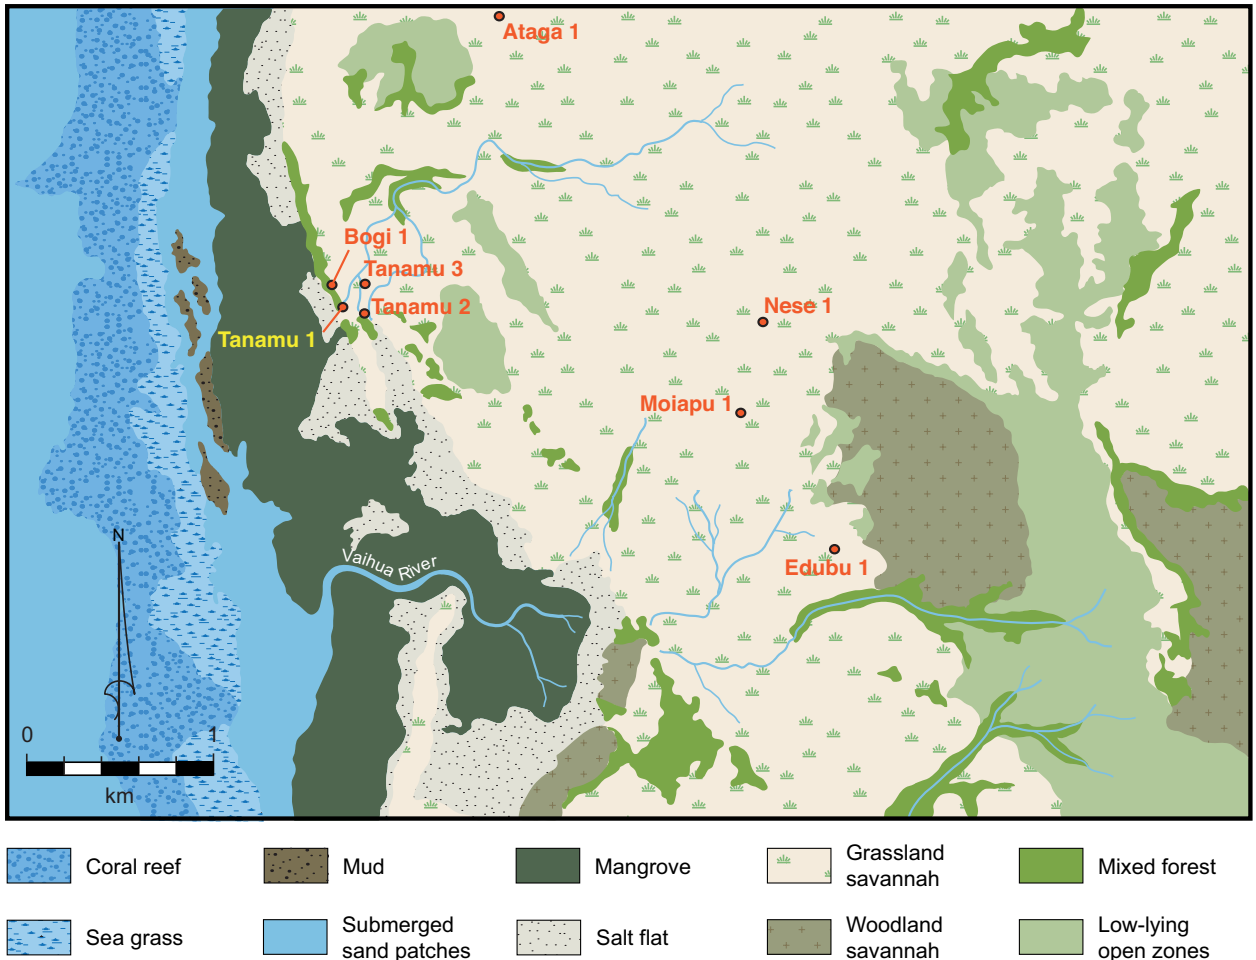 Ataga 1
Bogi 1
Tanamu 3
Tanamu 2
Tanamu 1
Nese 1
Moiapu 1
Edubu 1
Vaihua River
N
0 1
km
Coral reef
Mud
Mangrove
Grassland
savannah
Mixed forest
Sea grass
Submerged
sand patches
Salt flat
Woodland
savannah
Low-lying
open zones